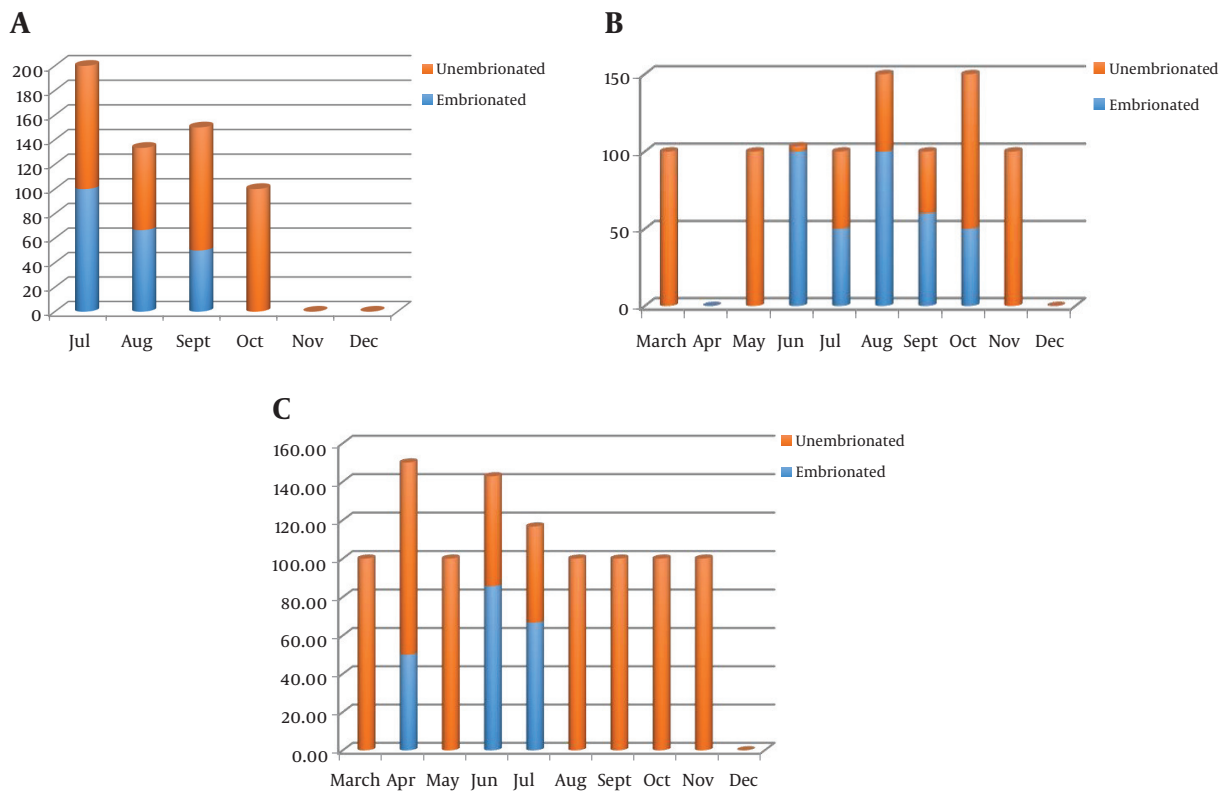 A
200
180
160
140
120
100
80
60
40
20
0
Jul Aug Sept Oct Nov Dec
Unembrionated
Embrionated
B
150
100
50
0
March Apr May Jun Jul Aug Sept Oct Nov Dec
Unembrionated
Embrionated
C
160.00
140.00
120.00
100.00
80.00
60.00
40.00
20.00
0.00
March Apr May Jun Jul Aug Sept Oct Nov Dec
Unembrionated
Embrionated